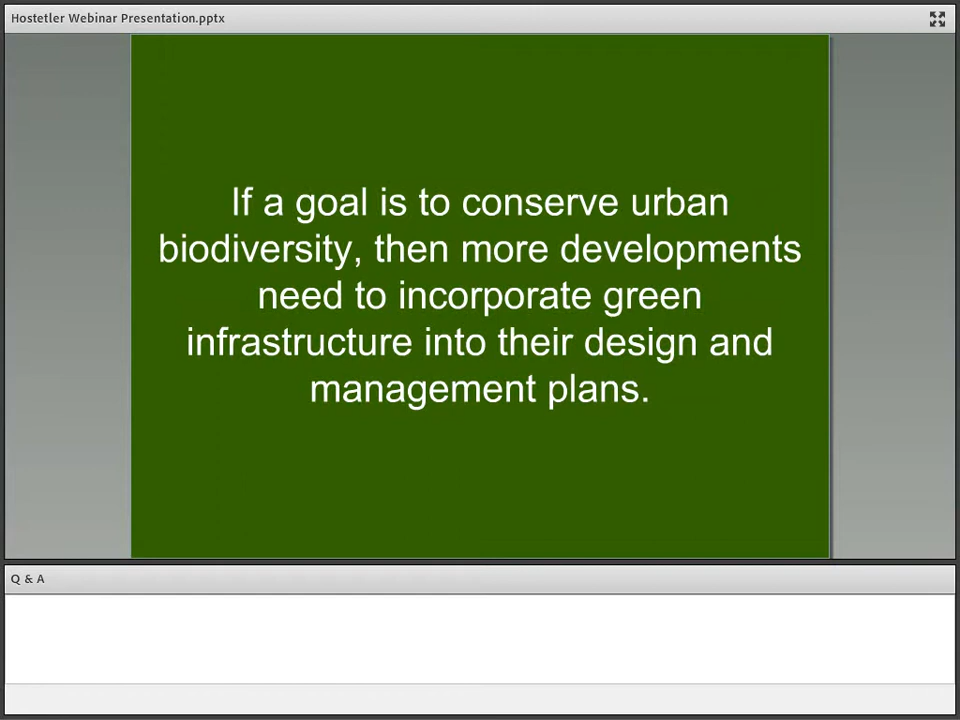 Hostetler Webinar Presentation.pptx
If a goal is to conserve urban
biodiversity, then more developments
need to incorporate green
infrastructure into their design and
management plans.
Q & A